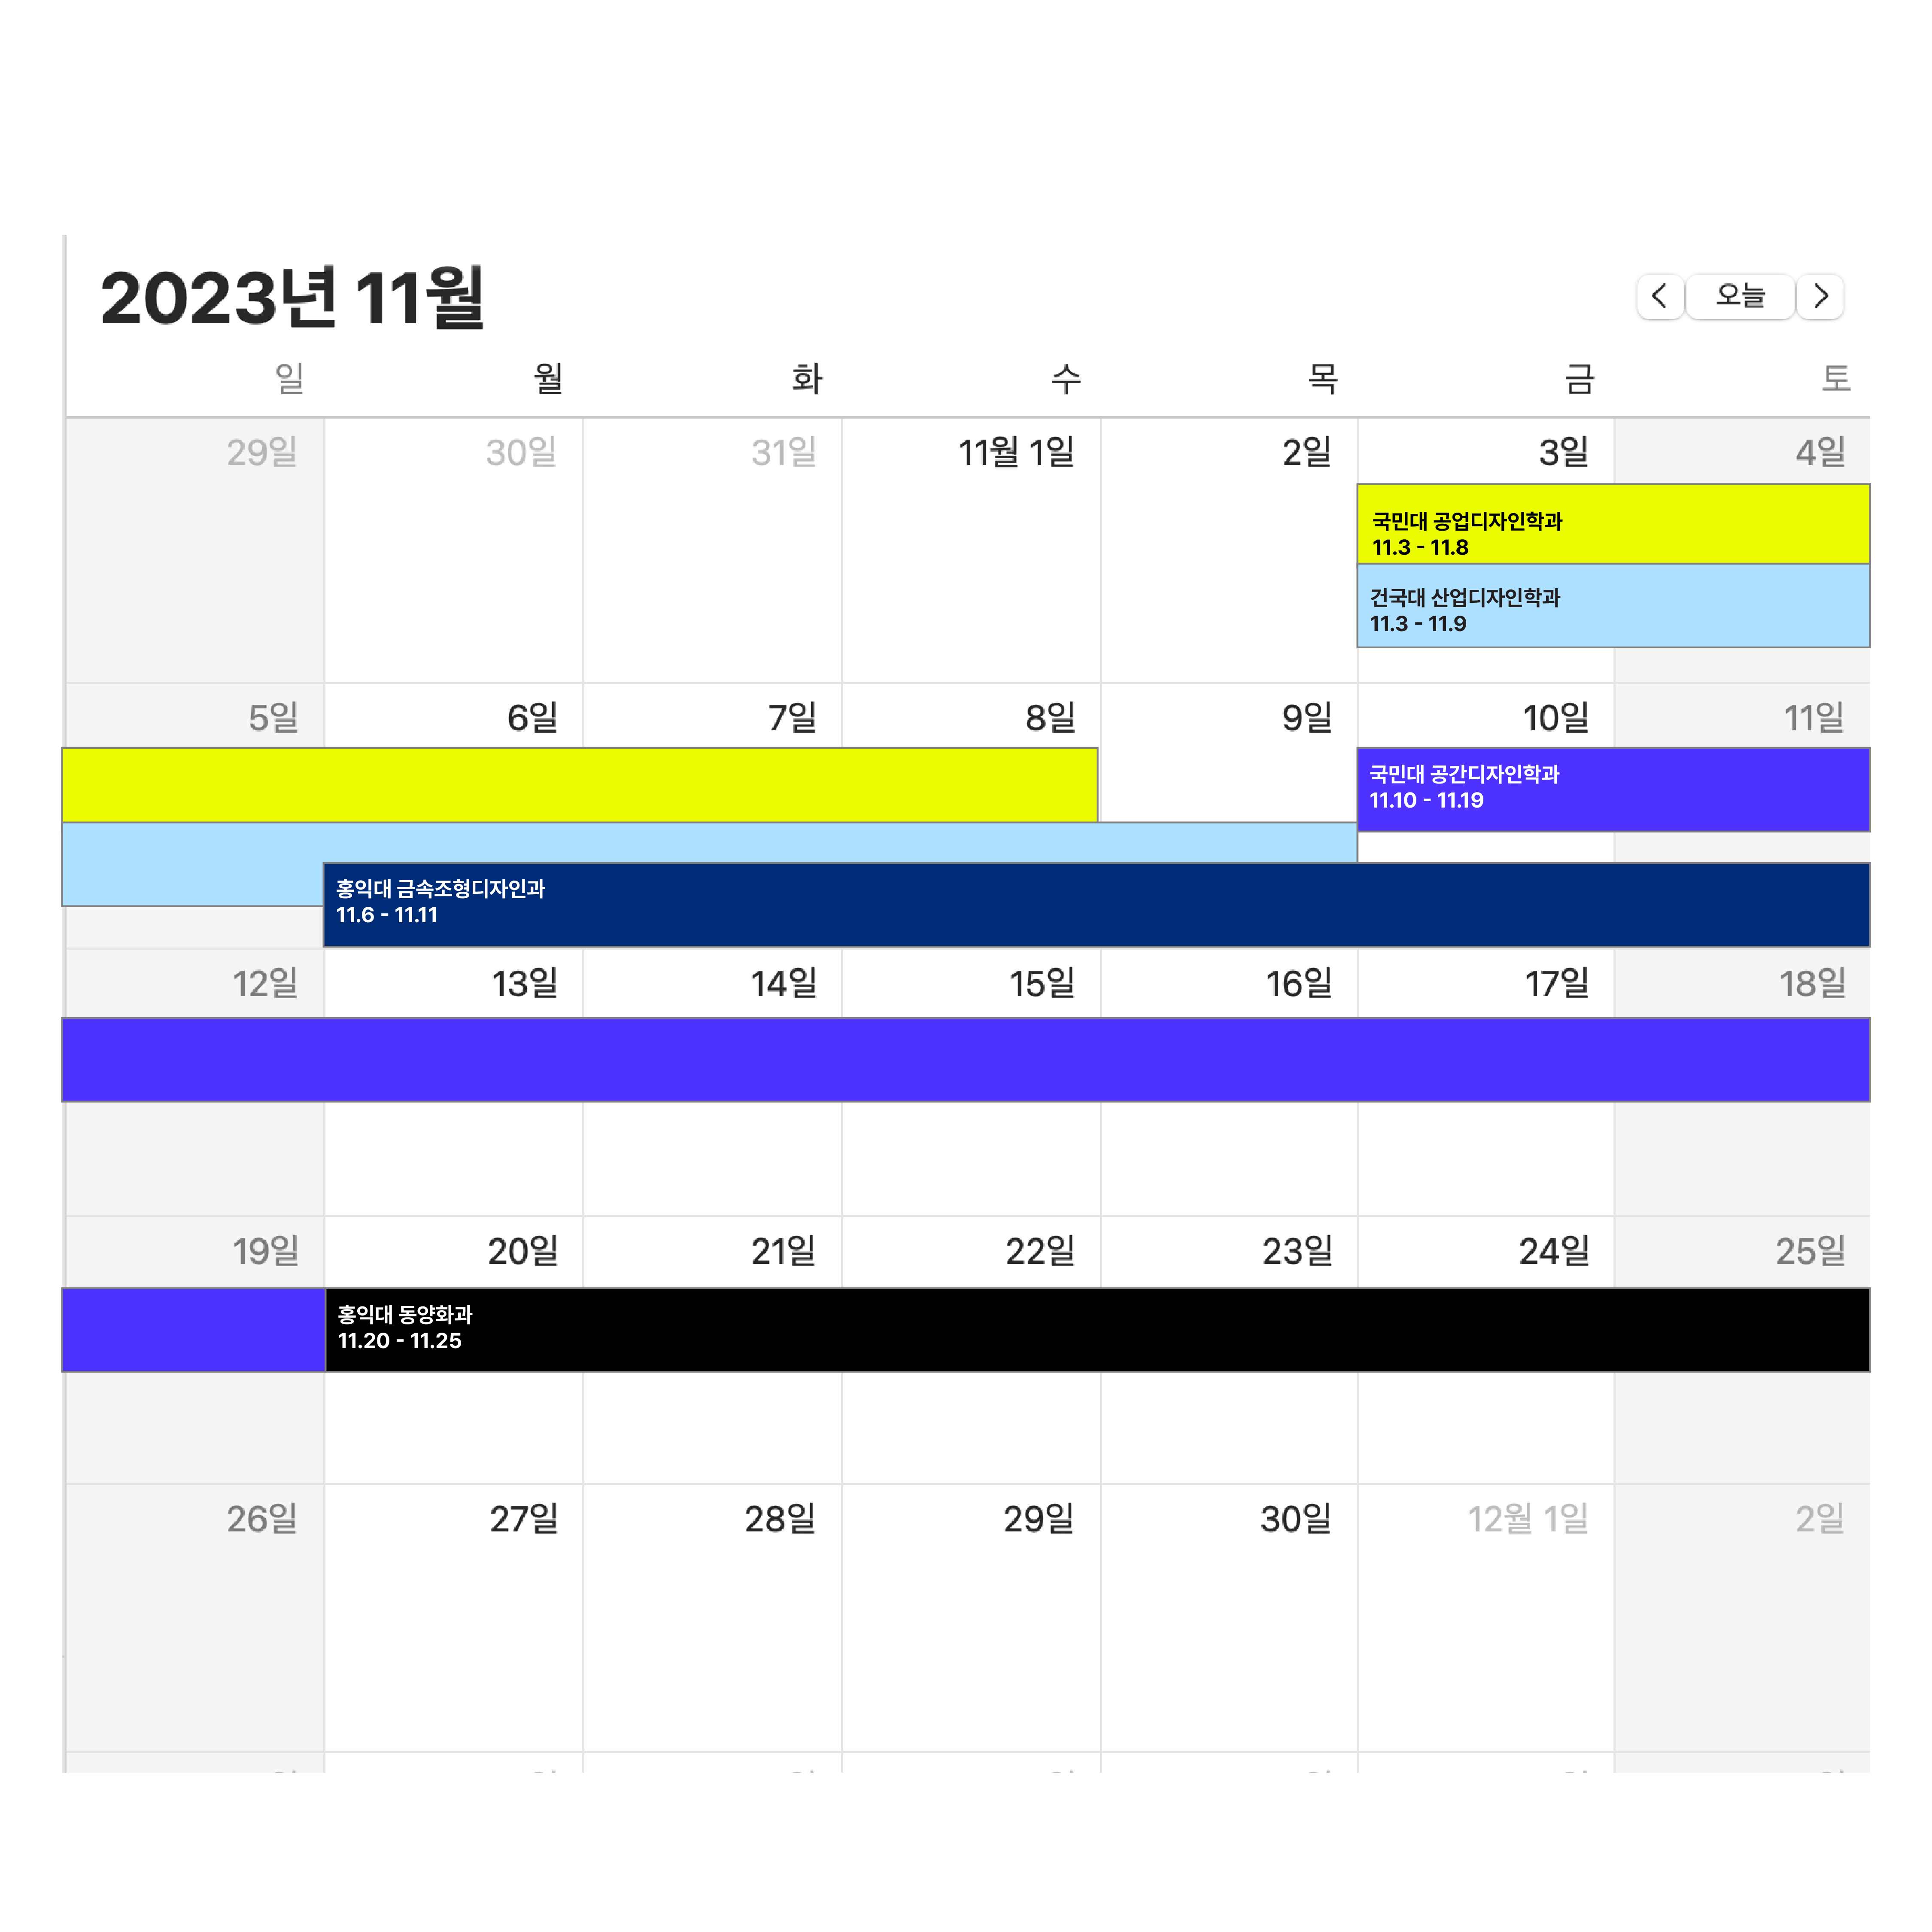 2023년 11월
오늘
일 월 화 수 목 금 토
29일 30일 31일 11월 1일 2일 3일 4일
국민대 공업디자인학과
11.3 - 11.8
건국대 산업디자인학과
11.3 - 11.9
5일 6일 7일 8일 9일 10일 11일
국민대 공간디자인학과
11.10 - 11.19
홍익대 금속조형디자인과
11.6 - 11.11
12일 13일 14일 15일 16일 17일 18일
19일 20일 21일 22일 23일 24일 25일
홍익대 동양화과
11.20 - 11.25
26일 27일 28일 29일 30일 12월 1일 2일